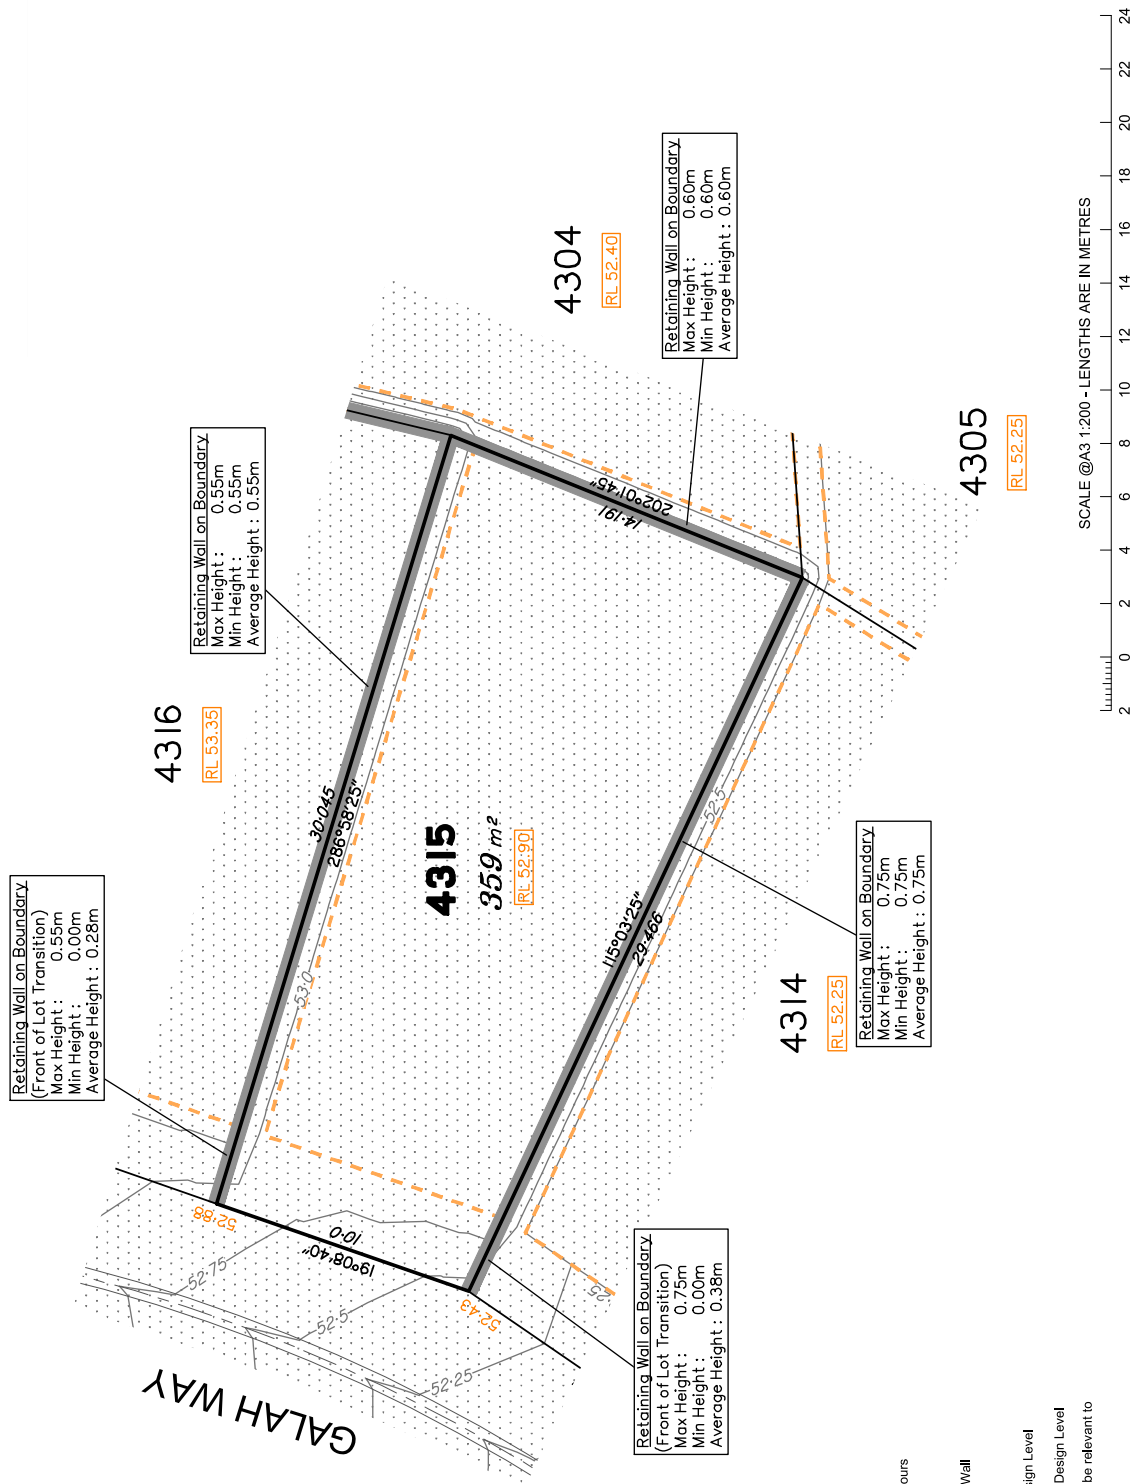 Retaining Wall on Boundary
(Front of Lot Transition)
Max Height : 0.55m
Min Height : 0.00m
Average Height : 0.28m
4316
RL 53.35
Retaining Wall on Boundary
Max Height : 0.55m
Min Height : 0.55m
Average Height : 0.55m
30·045
286°58'25"
53·0
4315
359 m²
RL 52.90
4304
RL 52.40
Retaining Wall on Boundary
Max Height : 0.60m
Min Height : 0.60m
Average Height : 0.60m
202°01'45"
14·191
4305
RL 52.25
52·5
115°03'25"
29·466
4314
RL 52.25
Retaining Wall on Boundary
Max Height : 0.75m
Min Height : 0.75m
Average Height : 0.75m
52·88
10·0
19°08'40"
52·43
52·75
52·5
52·25
25
GALAH WAY
Retaining Wall on Boundary
(Front of Lot Transition)
Max Height : 0.75m
Min Height : 0.00m
Average Height : 0.38m
ours
Wall
ign Level
Design Level
be relevant to
SCALE @A3 1:200 - LENGTHS ARE IN METRES
2 0 2 4 6 8 10 12 14 16 18 20 22 24